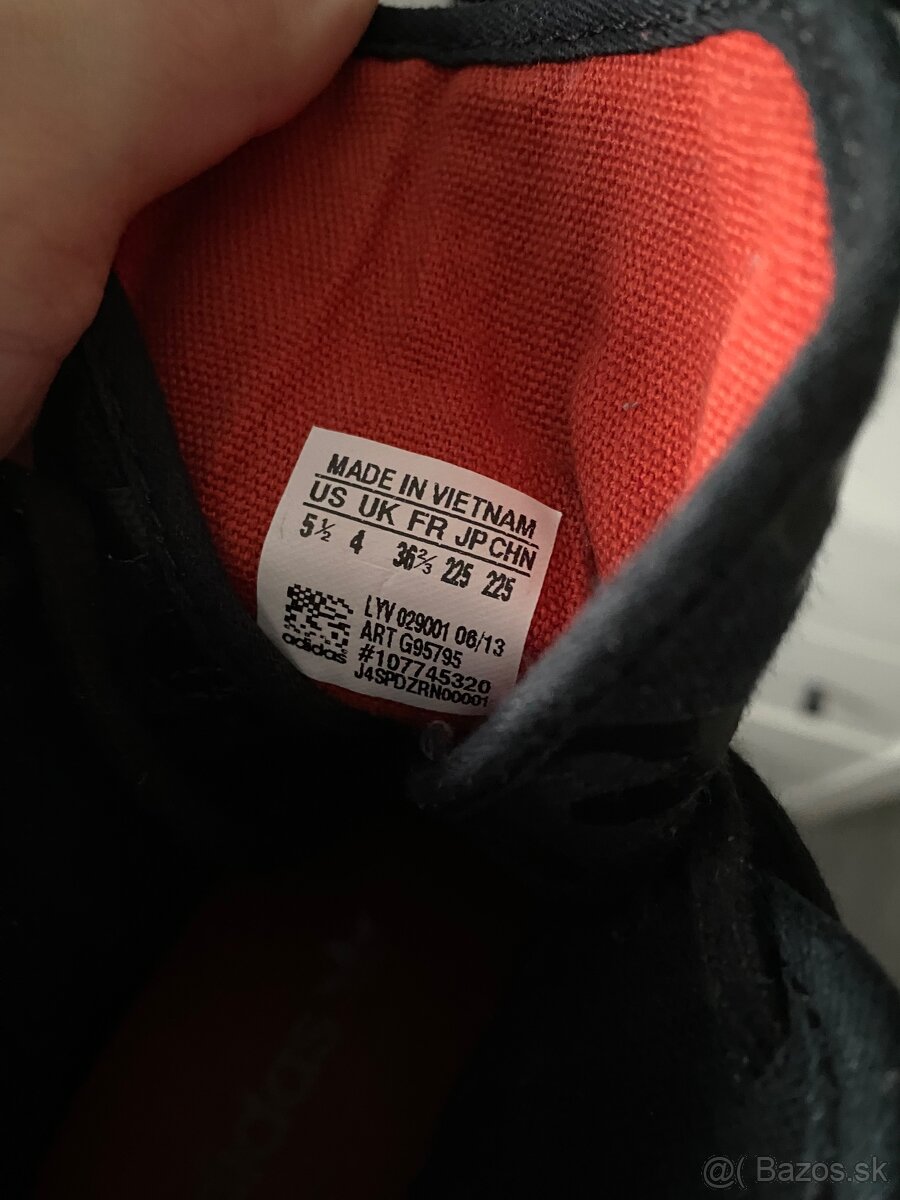 MADE IN VIETNAM
US UK FR JP CHN
5½ 4 36⅔ 225 225
LYV 029001 06/13
ART G95795
#107745320
J4SPDZRN00001
adidas
adidas
@( Bazos.sk